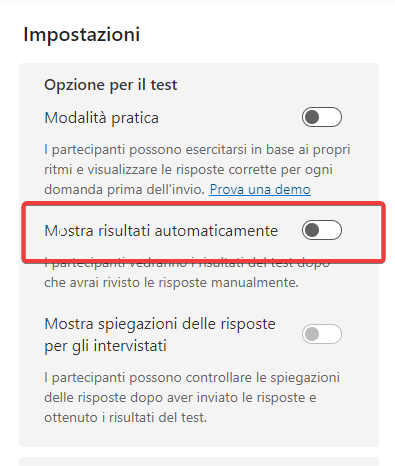 Impostazioni
Opzione per il test
Modalità pratica
I partecipanti possono esercitarsi in base ai propri
ritmi e visualizzare le risposte corrette per ogni
domanda prima dell'invio. Prova una demo
Mostra risultati automaticamente
I partecipanti vedranno i risultati del test dopo
che avrai rivisto le risposte manualmente.
Mostra spiegazioni delle risposte
per gli intervistati
I partecipanti possono controllare le spiegazioni
delle risposte dopo aver inviato le risposte e
ottenuto i risultati del test.